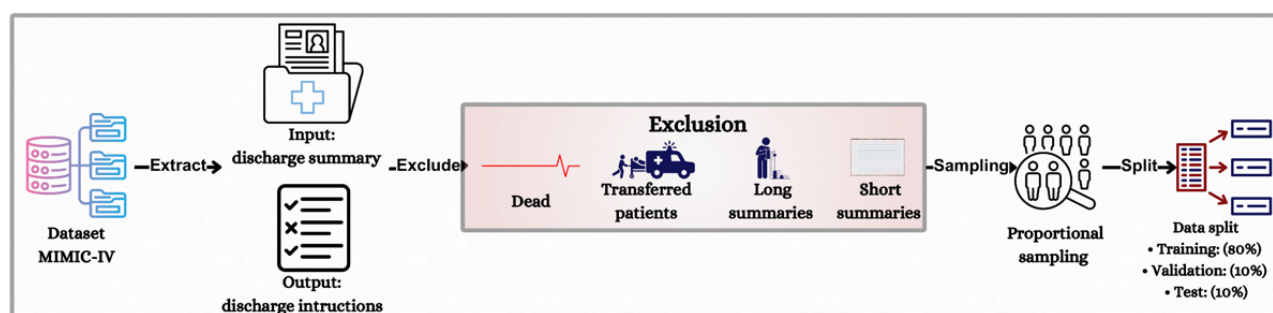 Dataset
MIMIC-IV
Extract
Input:
discharge summary
Output:
discharge intructions
Exclude
Exclusion
Dead
Transferred
patients
Long
summaries
Short
summaries
Sampling
Proportional
sampling
Split
Data split
• Training: (80%)
• Validation: (10%)
• Test: (10%)